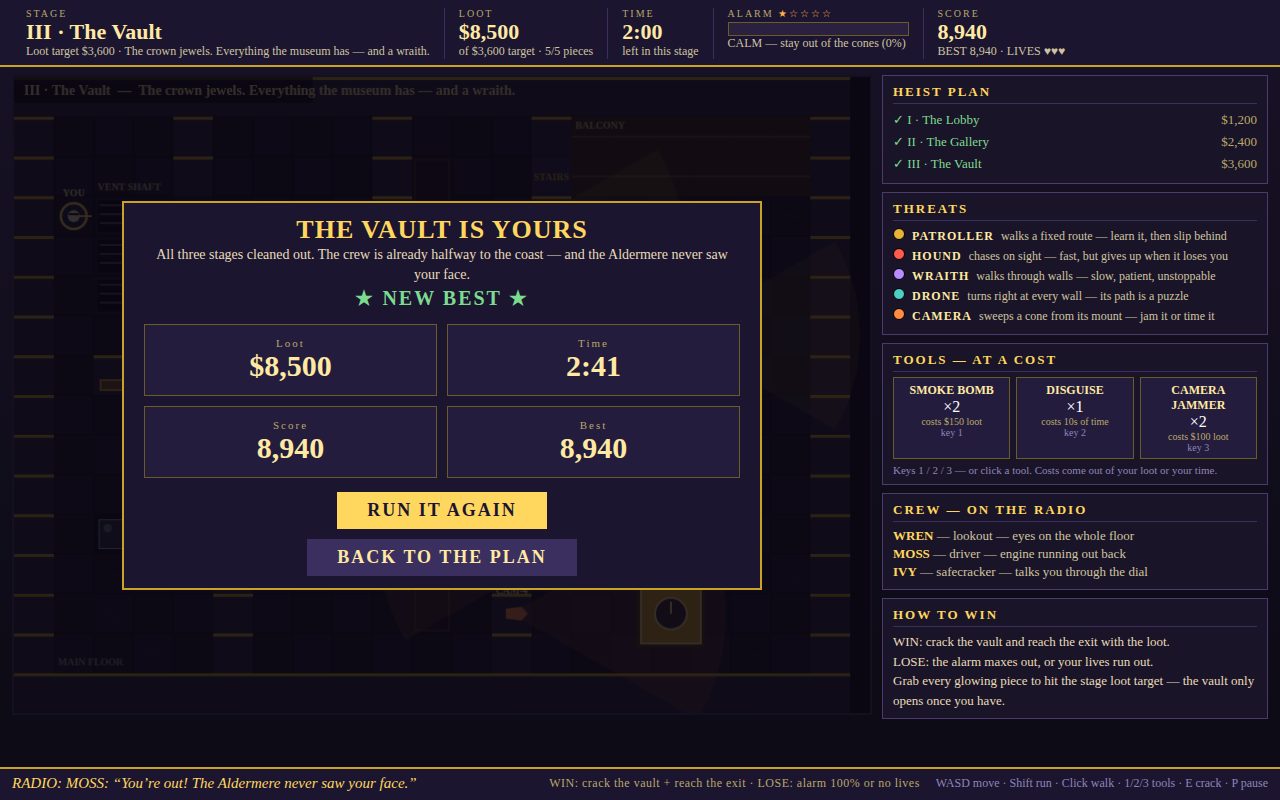 STAGE
III · The Vault
Loot target $3,600 · The crown jewels. Everything the museum has — and a wraith.
LOOT
$8,500
of $3,600 target · 5/5 pieces
TIME
2:00
left in this stage
ALARM ★☆☆☆☆
CALM — stay out of the cones (0%)
SCORE
8,940
BEST 8,940 · LIVES ♥♥♥
III · The Vault — The crown jewels. Everything the museum has — and a wraith.
BALCONY
STAIRS
YOU
VENT SHAFT
THE VAULT IS YOURS
All three stages cleaned out. The crew is already halfway to the coast — and the Aldermere never saw
your face.
★ NEW BEST ★
Loot
$8,500
Time
2:41
Score
8,940
Best
8,940
RUN IT AGAIN
BACK TO THE PLAN
MAIN FLOOR
HEIST PLAN
✓ I · The Lobby $1,200
✓ II · The Gallery $2,400
✓ III · The Vault $3,600
THREATS
PATROLLER walks a fixed route — learn it, then slip behind
HOUND chases on sight — fast, but gives up when it loses you
WRAITH walks through walls — slow, patient, unstoppable
DRONE turns right at every wall — its path is a puzzle
CAMERA sweeps a cone from its mount — jam it or time it
TOOLS — AT A COST
SMOKE BOMB
×2
costs $150 loot
key 1
DISGUISE
×1
costs 10s of time
key 2
CAMERA
JAMMER
×2
costs $100 loot
key 3
Keys 1 / 2 / 3 — or click a tool. Costs come out of your loot or your time.
CREW — ON THE RADIO
WREN — lookout — eyes on the whole floor
MOSS — driver — engine running out back
IVY — safecracker — talks you through the dial
HOW TO WIN
WIN: crack the vault and reach the exit with the loot.
LOSE: the alarm maxes out, or your lives run out.
Grab every glowing piece to hit the stage loot target — the vault only
opens once you have.
RADIO: MOSS: “You’re out! The Aldermere never saw your face.”
WIN: crack the vault + reach the exit · LOSE: alarm 100% or no lives
WASD move · Shift run · Click walk · 1/2/3 tools · E crack · P pause